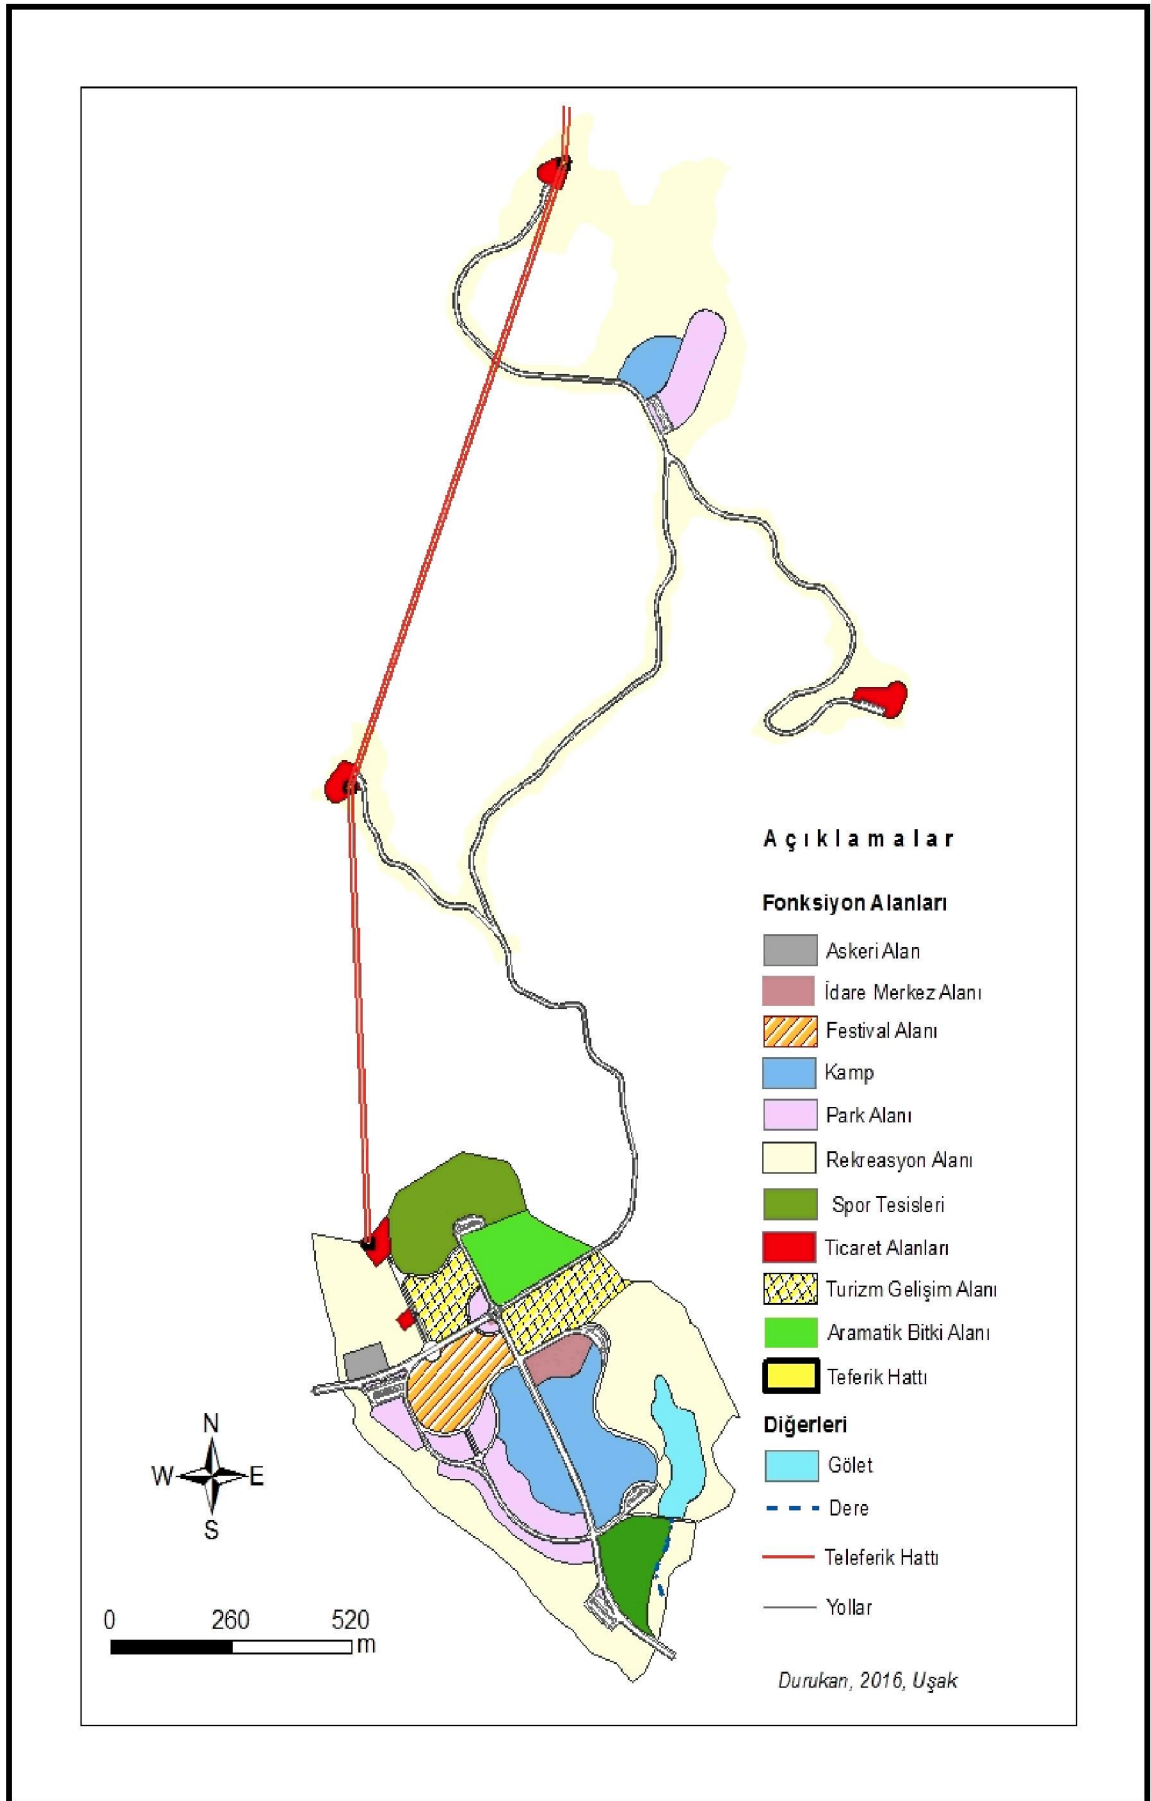 A ç ı k l a m a l a r
Fonksiyon Alanları
Askeri Alan
İdare Merkez Alanı
Festival Alanı
Kamp
Park Alanı
Rekreasyon Alanı
Spor Tesisleri
Ticaret Alanları
Turizm Gelişim Alanı
Aramatik Bitki Alanı
Teferik Hattı
Diğerleri
Gölet
Dere
Teleferik Hattı
Yollar
N
W E
S
0 260 520
m
Durukan, 2016, Uşak